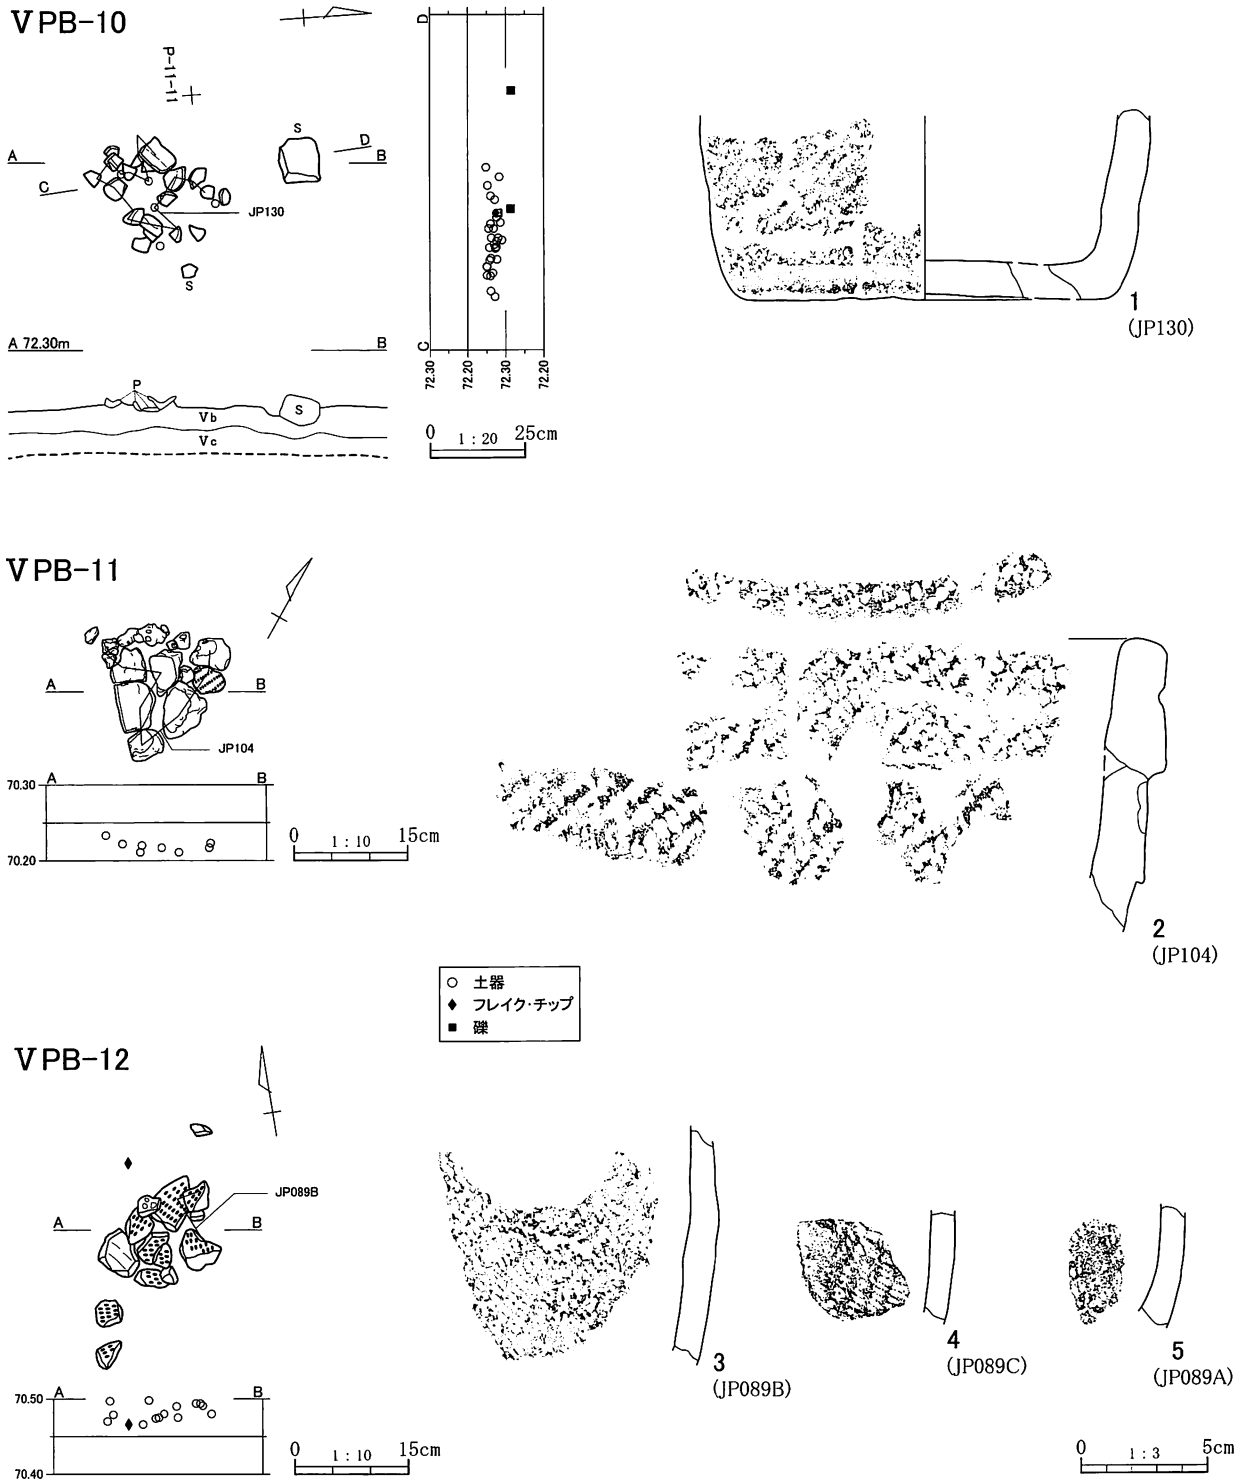 V PB-10
P-11-11
S
D
A
B
C
JP130
S
A 72.30m
B
P
S
Vb
Vc
D
C
72.30
72.20
72.30
72.20
0 1 : 20 25cm
1
(JP130)
V PB-11
A
B
JP104
A
B
70.30
70.20
0 1 : 10 15cm
2
(JP104)
土器
フレイク・チップ
礫
V PB-12
JP089B
A
B
70.50
A
B
70.40
0 1 : 10 15cm
3
(JP089B)
4
(JP089C)
5
(JP089A)
0 1 : 3 5cm